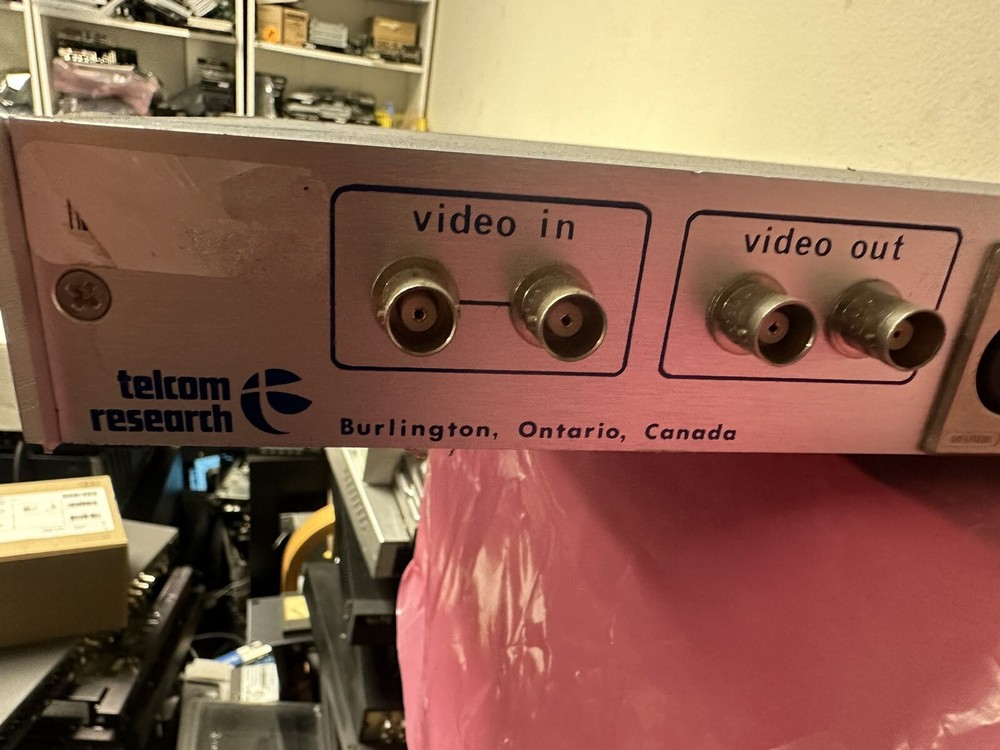 video in
video out
telcom
research
Burlington, Ontario, Canada